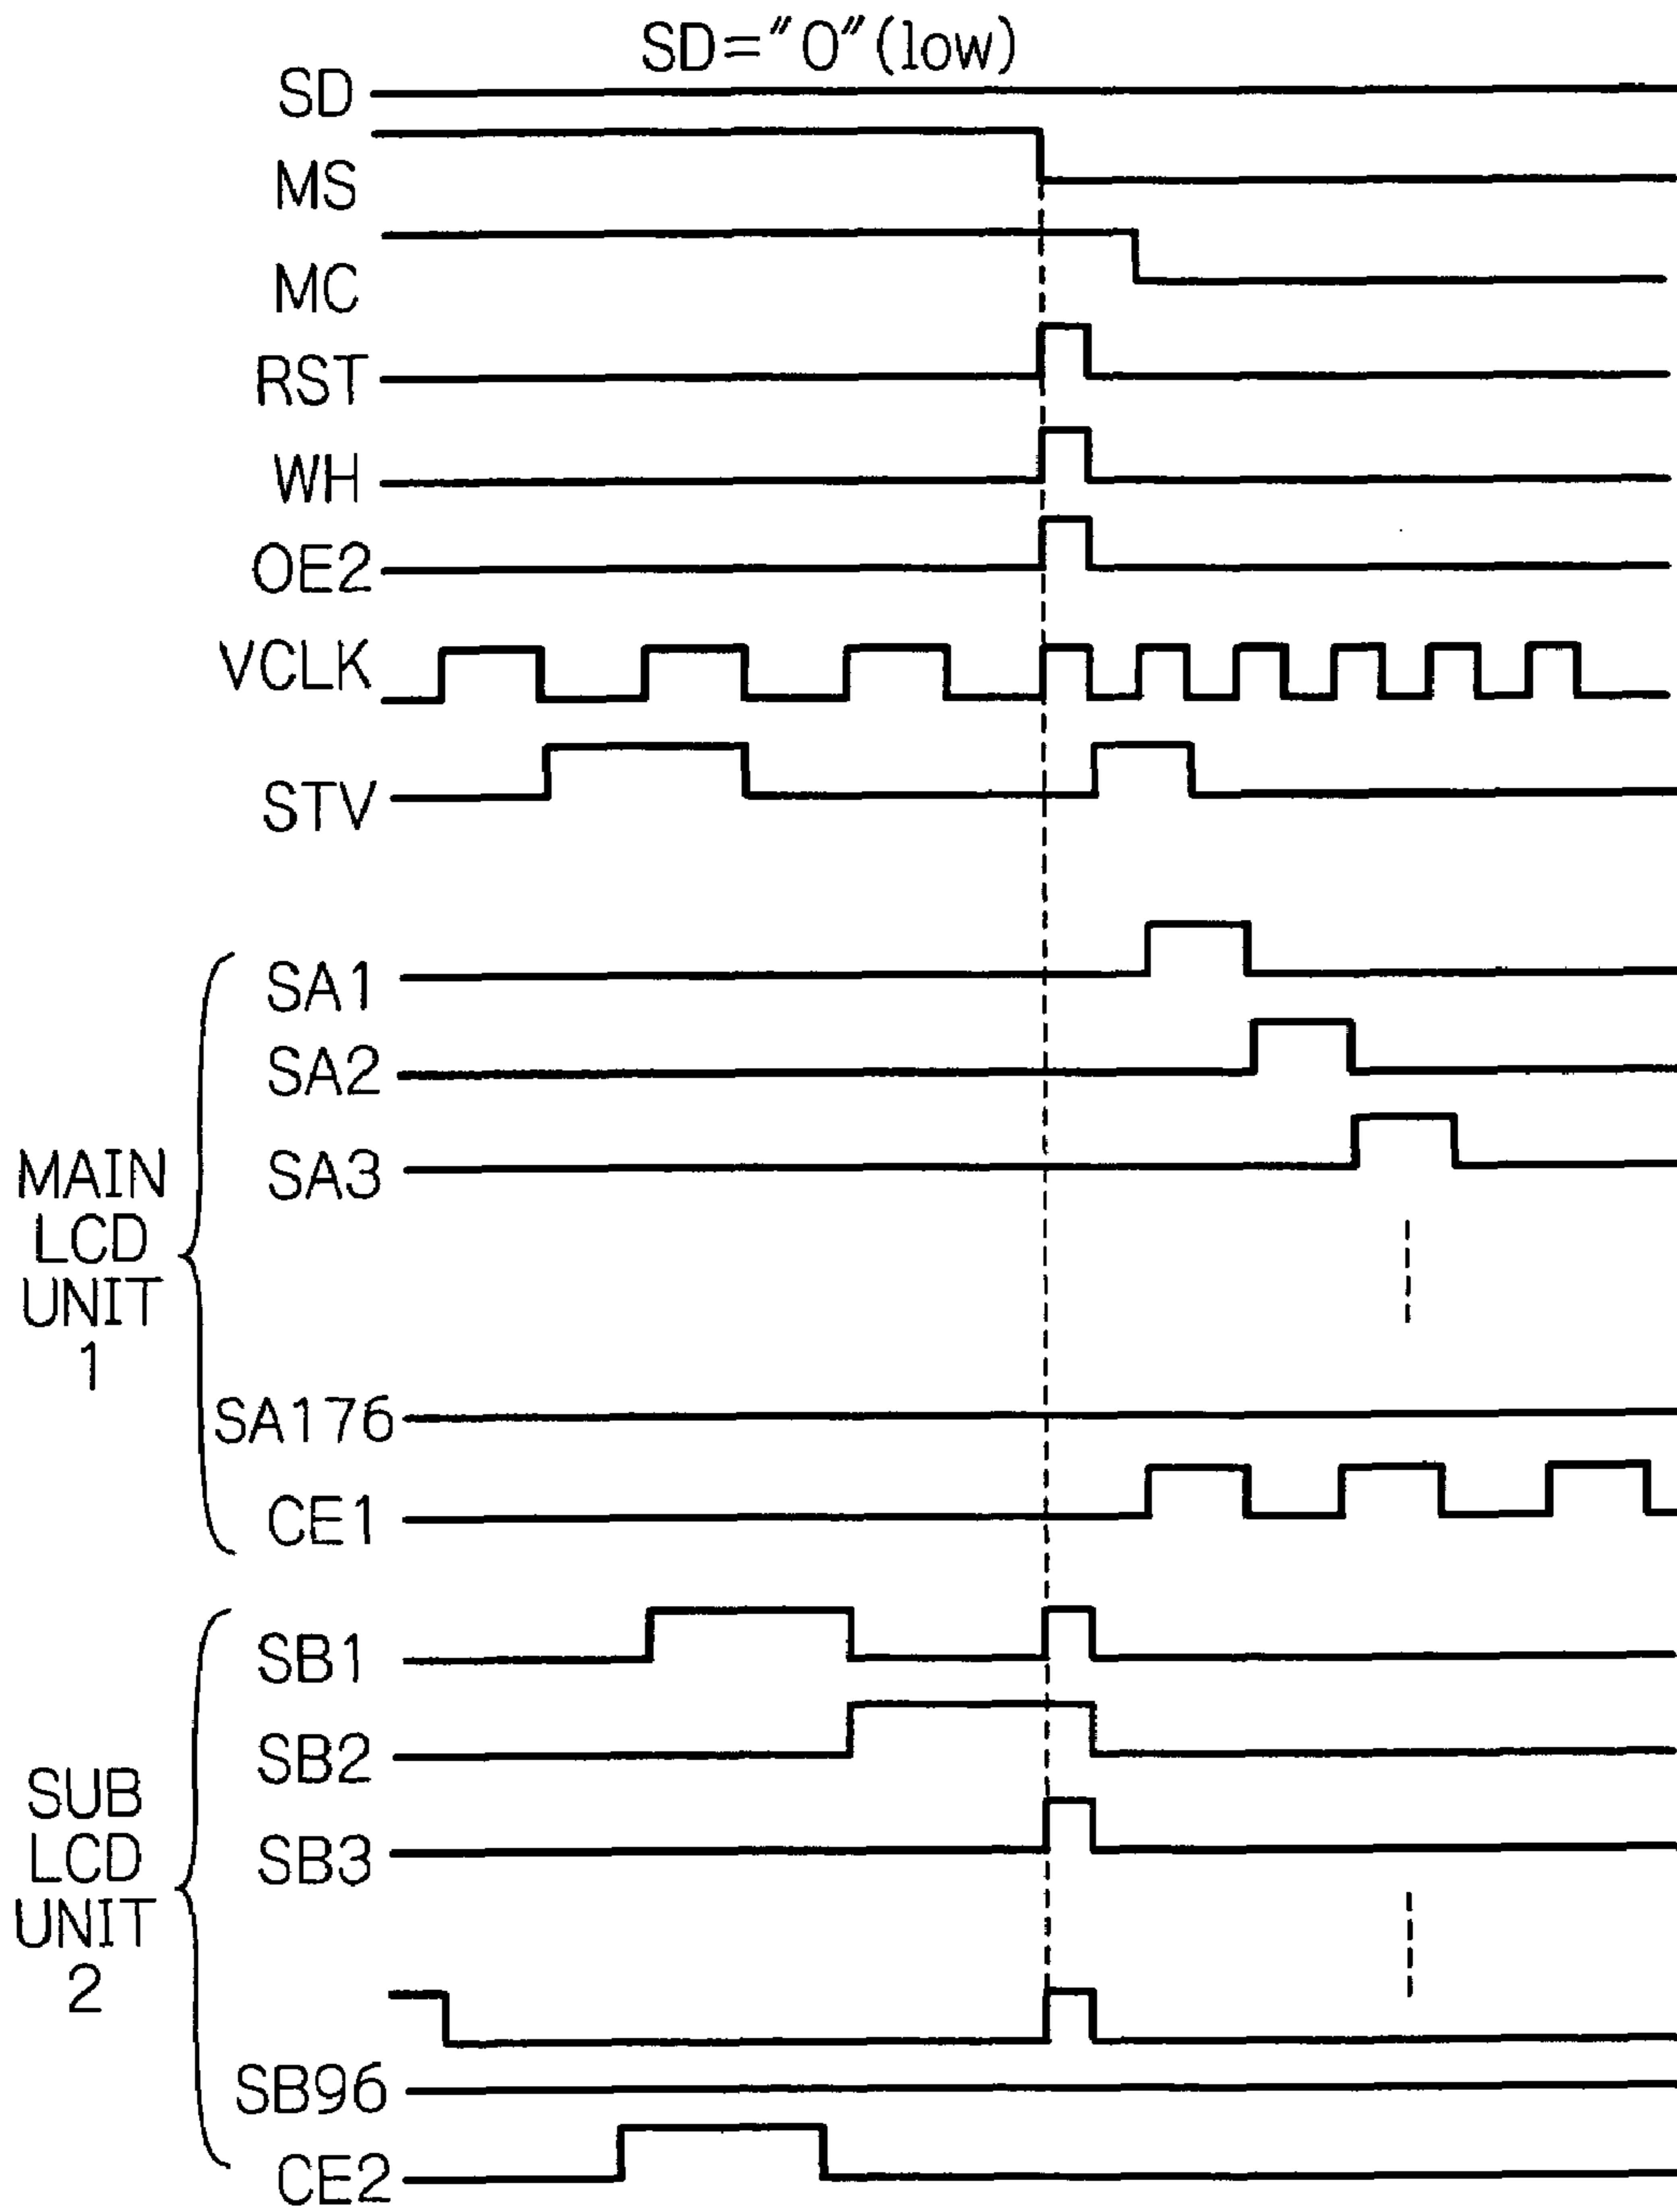 SD="0"(low)
SD
MS
MC
RST
WH
OE2
VCLK
STV
MAIN
LCD
UNIT
1
SA1
SA2
SA3
SA176
CE1
SUB
LCD
UNIT
2
SB1
SB2
SB3
SB96
CE2